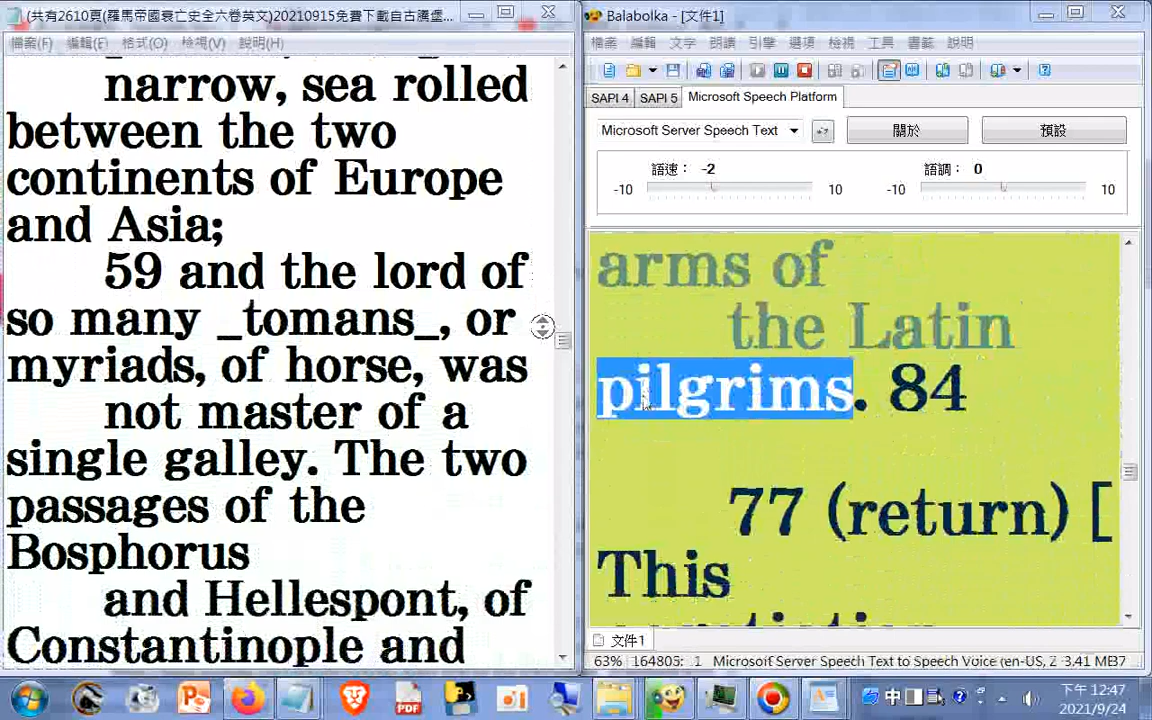 (共有2610頁(羅馬帝國衰亡史全六卷英文)20210915免費下載自古騰堡...
檔案(F) 編輯(E) 格式(O) 檢視(V) 說明(H)
narrow, sea rolled
between the two
continents of Europe
and Asia;
59 and the lord of
so many _tomans_, or
myriads, of horse, was
not master of a
single galley. The two
passages of the
Bosphorus
and Hellespont, of
Constantinople and
Balabolka - [文件1]
檔案 編輯 文字 朗讀 引擎 選項 檢視 工具 書籤 說明
SAPI 4 SAPI 5 Microsoft Speech Platform
Microsoft Server Speech Text 關於 預設
語速： -2 語調： 0
-10 10 -10 10
arms of
the Latin
pilgrims. 84
77 (return) [
This
文件1
63% 164805: 1 Microsoft Server Speech Text to Speech Voice (en-US, Z 3.41 MB
中
下午 12:47
2021/9/24